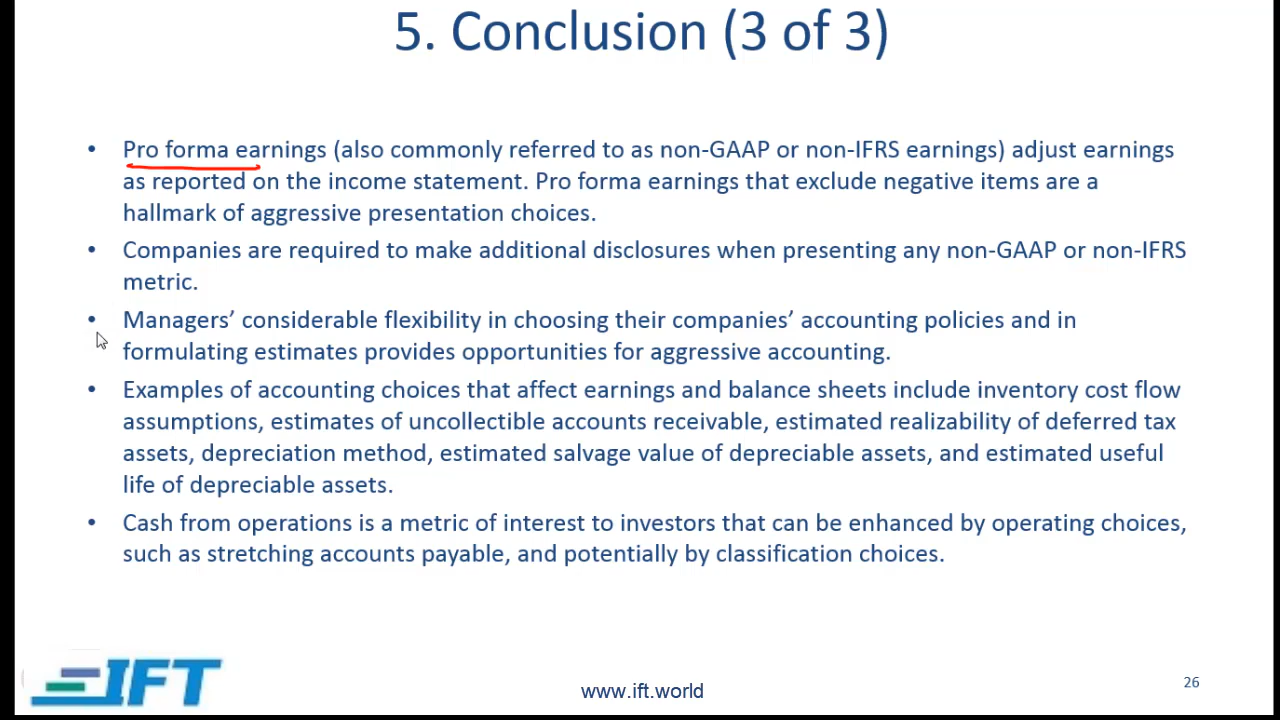 5. Conclusion (3 of 3)
• Pro forma earnings (also commonly referred to as non-GAAP or non-IFRS earnings) adjust earnings
as reported on the income statement. Pro forma earnings that exclude negative items are a
hallmark of aggressive presentation choices.
• Companies are required to make additional disclosures when presenting any non-GAAP or non-IFRS
metric.
• Managers’ considerable flexibility in choosing their companies’ accounting policies and in
formulating estimates provides opportunities for aggressive accounting.
• Examples of accounting choices that affect earnings and balance sheets include inventory cost flow
assumptions, estimates of uncollectible accounts receivable, estimated realizability of deferred tax
assets, depreciation method, estimated salvage value of depreciable assets, and estimated useful
life of depreciable assets.
• Cash from operations is a metric of interest to investors that can be enhanced by operating choices,
such as stretching accounts payable, and potentially by classification choices.
IFT
www.ift.world
26